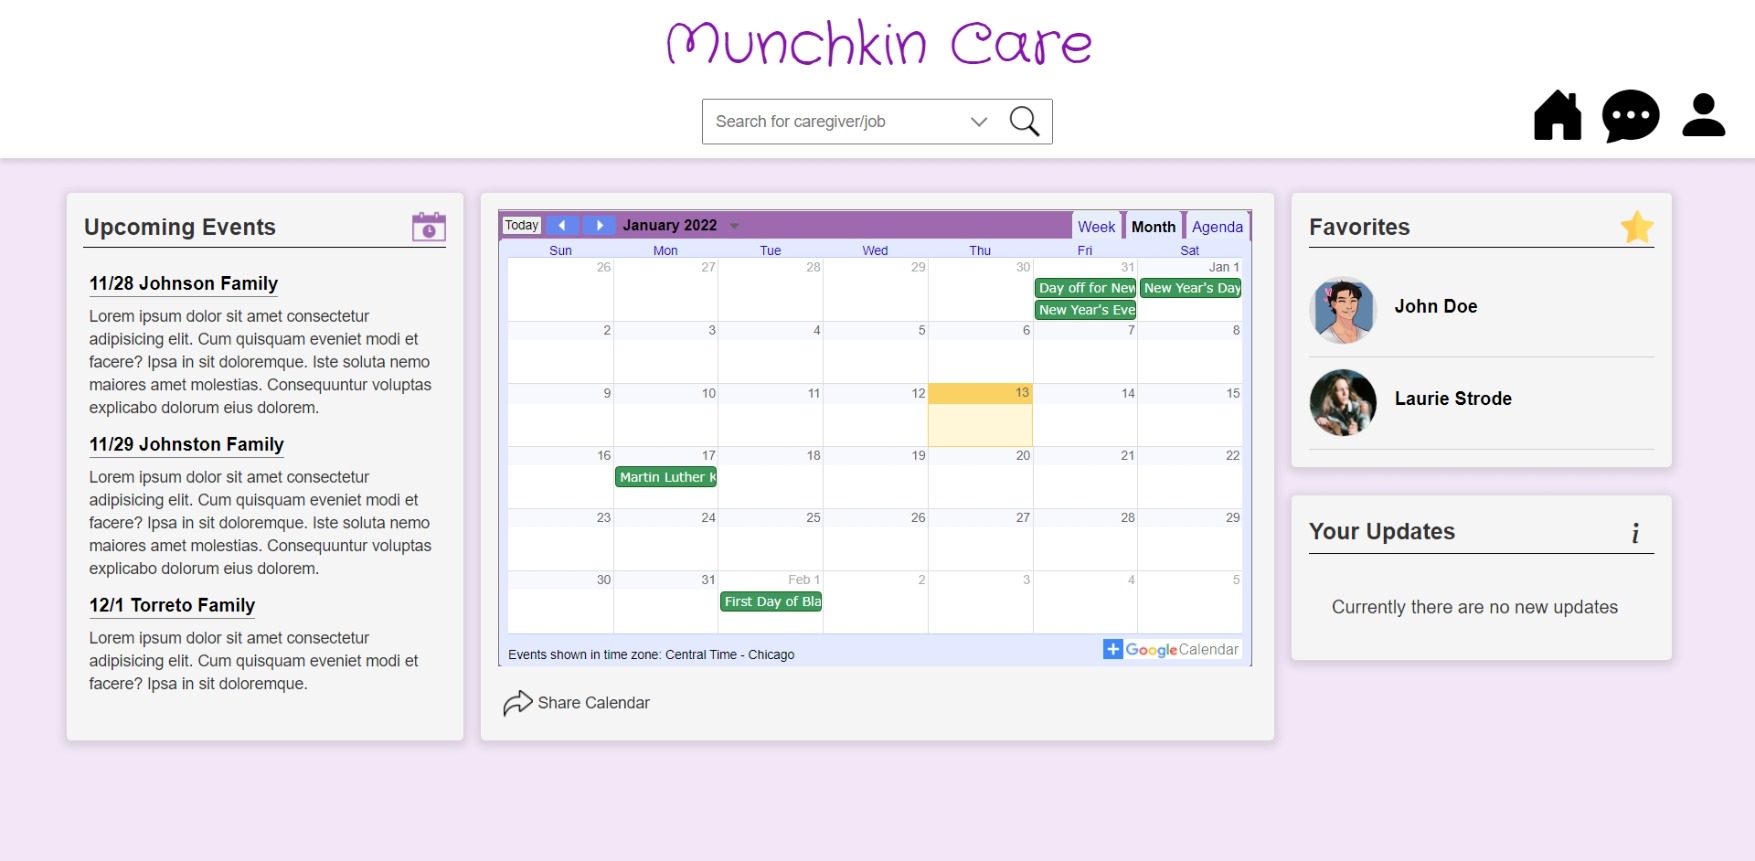 Munchkin Care
Search for caregiver/job
Upcoming Events
11/28 Johnson Family
Lorem ipsum dolor sit amet consectetur
adipisicing elit. Cum quisquam eveniet modi et
facere? Ipsa in sit doloremque. Iste soluta nemo
maiores amet molestias. Consequuntur voluptas
explicabo dolorum eius dolorem.
11/29 Johnston Family
Lorem ipsum dolor sit amet consectetur
adipisicing elit. Cum quisquam eveniet modi et
facere? Ipsa in sit doloremque. Iste soluta nemo
maiores amet molestias. Consequuntur voluptas
explicabo dolorum eius dolorem.
12/1 Torreto Family
Lorem ipsum dolor sit amet consectetur
adipisicing elit. Cum quisquam eveniet modi et
facere? Ipsa in sit doloremque.
Today January 2022 Week Month Agenda
Sun Mon Tue Wed Thu Fri Sat
26 27 28 29 30 31 Jan 1
Day off for New New Year's Day
New Year's Eve
2 3 4 5 6 7 8
9 10 11 12 13 14 15
16 17 18 19 20 21 22
Martin Luther K
23 24 25 26 27 28 29
30 31 Feb 1 2 3 4 5
First Day of Bla
Events shown in time zone: Central Time - Chicago
Google Calendar
Share Calendar
Favorites
John Doe
Laurie Strode
Your Updates i
Currently there are no new updates